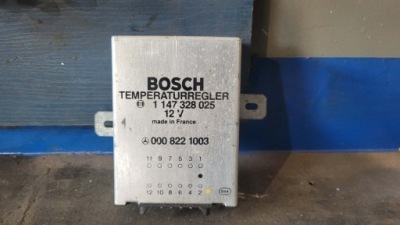 BOSCH
TEMPERATURREGLER
1 147 328 025
12 V
made in France
000 822 1003
11 9 7 5 3 1
12 10 8 6 4 2